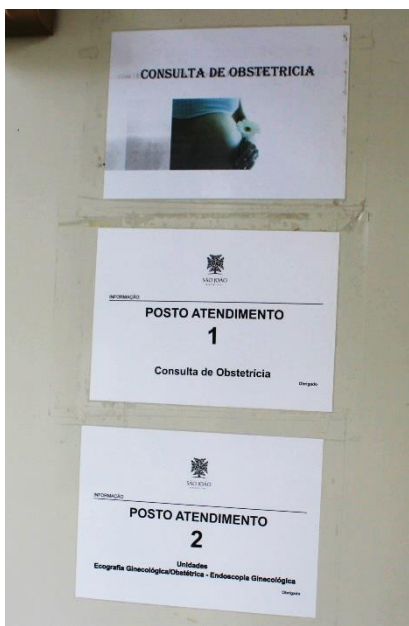 CONSULTA DE OBSTETRICIA
SÃO JOÃO
INFORMAÇÃO
POSTO ATENDIMENTO
1
Consulta de Obstetrícia
Obrigado
SÃO JOÃO
INFORMAÇÃO
POSTO ATENDIMENTO
2
Unidades
Ecografia Ginecológica/Obstétrica - Endoscopia Ginecológica
Obrigado